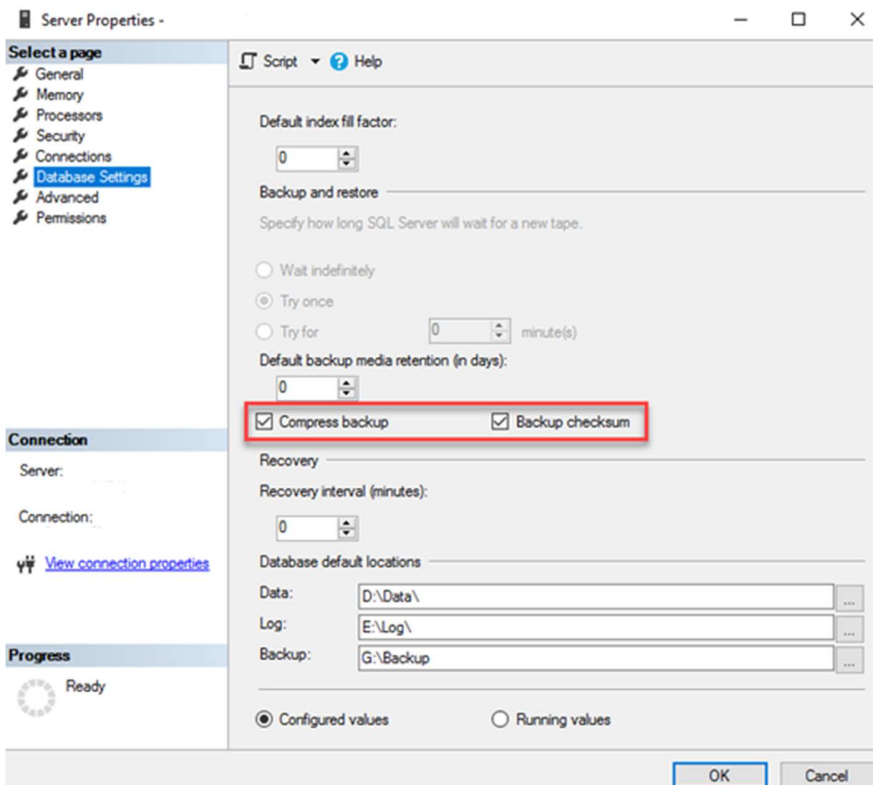 Server Properties -
Select a page
General
Memory
Processors
Security
Connections
Database Settings
Advanced
Permissions
Connection
Server:
Connection:
View connection properties
Progress
Ready
Script Help
Default index fill factor:
0
Backup and restore
Specify how long SQL Server will wait for a new tape.
Wait indefinitely
Try once
Try for 0 minute(s)
Default backup media retention (in days):
0
Compress backup Backup checksum
Recovery
Recovery interval (minutes):
0
Database default locations
Data: D:\Data\ ...
Log: E:\Log\ ...
Backup: G:\Backup ...
Configured values Running values
OK Cancel